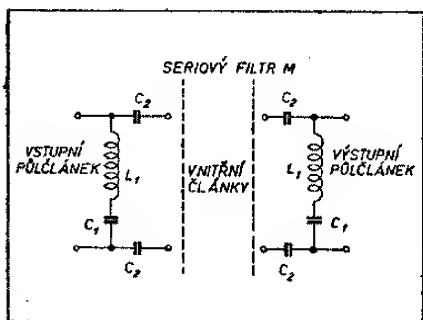 SERIOVÝ FILTR M
C2
C2
VSTUPNÍ
PŮLČLÁNEK
L1
VNITŘNÍ
ČLÁNKY
L1
VÝSTUPNÍ
PŮLČLÁNEK
C1
C1
C2
C2